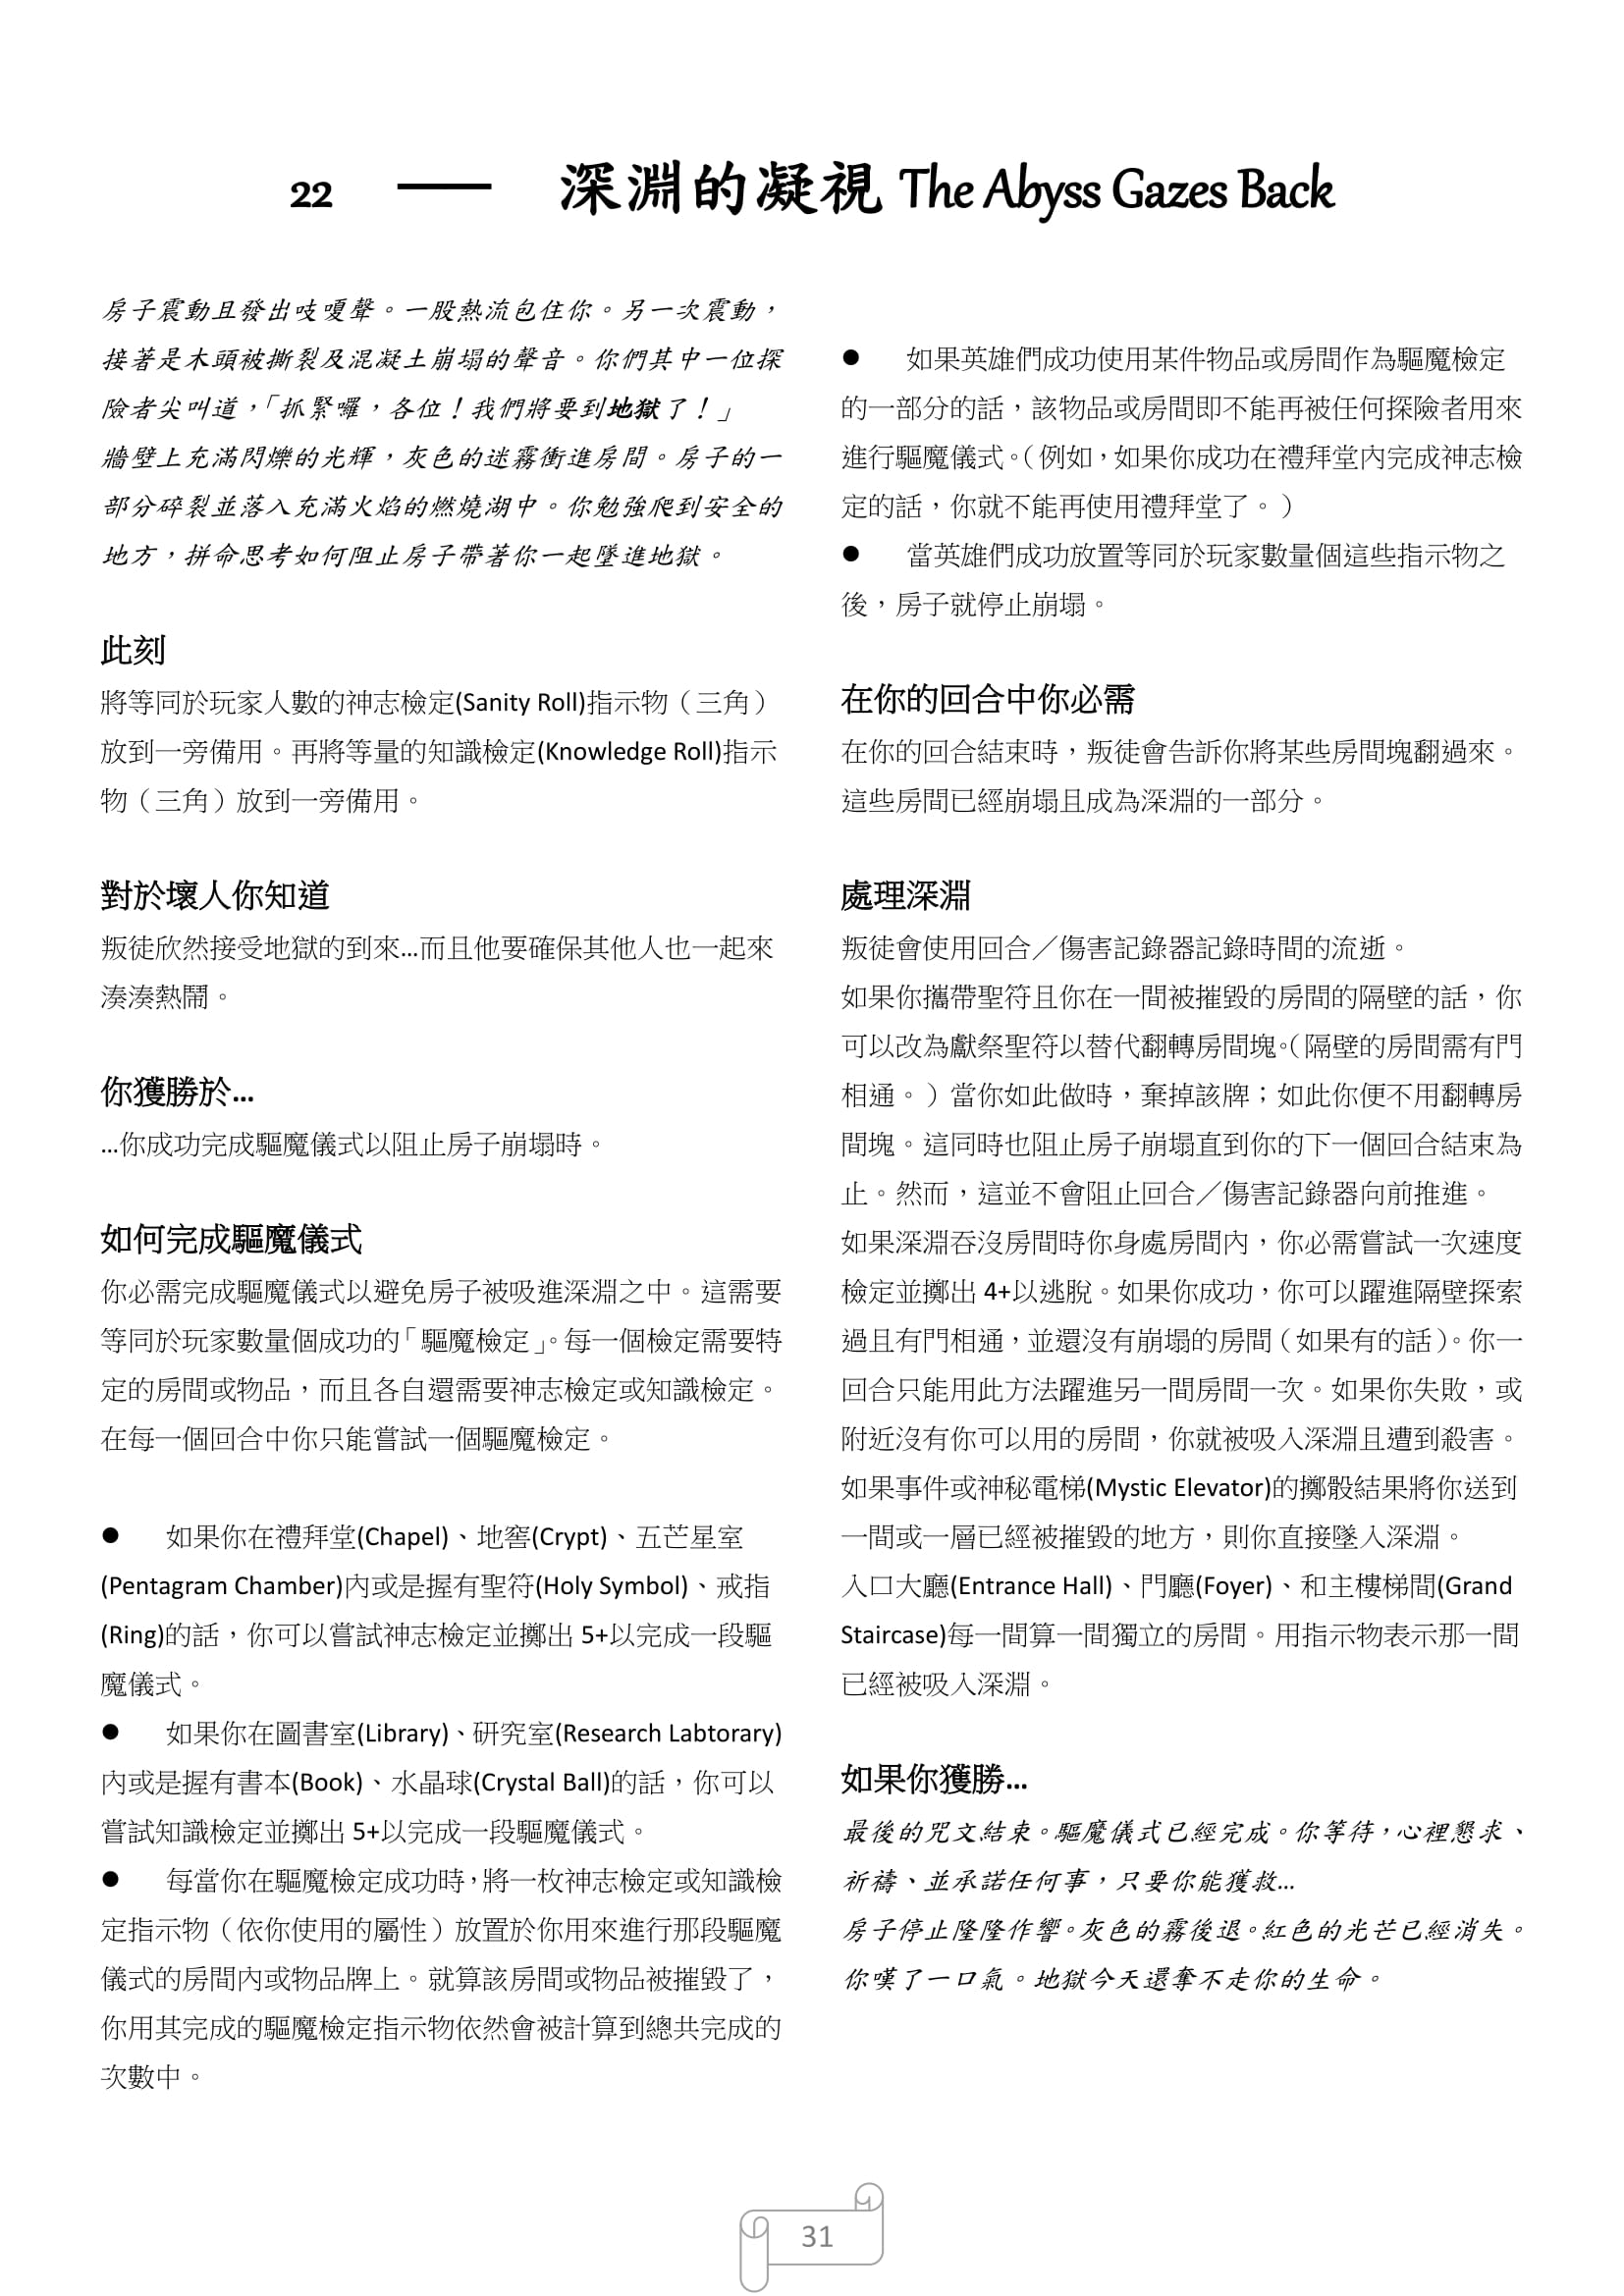 22 — 深淵的凝視 The Abyss Gazes Back
房子震動且發出吱嗄聲。一股熱流包住你。另一次震動，
接著是木頭被撕裂及混凝土崩塌的聲音。你們其中一位探
險者尖叫道，「抓緊囉，各位！我們將要到地獄了！」
牆壁上充滿閃爍的光輝，灰色的迷霧衝進房間。房子的一
部分碎裂並落入充滿火焰的燃燒湖中。你勉強爬到安全的
地方，拼命思考如何阻止房子帶著你一起墜進地獄。
此刻
將等同於玩家人數的神志檢定(Sanity Roll)指示物（三角）
放到一旁備用。再將等量的知識檢定(Knowledge Roll)指示
物（三角）放到一旁備用。
對於壞人你知道
叛徒欣然接受地獄的到來...而且他要確保其他人也一起來
湊湊熱鬧。
你獲勝於...
...你成功完成驅魔儀式以阻止房子崩塌時。
如何完成驅魔儀式
你必需完成驅魔儀式以避免房子被吸進深淵之中。這需要
等同於玩家數量個成功的「驅魔檢定」。每一個檢定需要特
定的房間或物品，而且各自還需要神志檢定或知識檢定。
在每一個回合中你只能嘗試一個驅魔檢定。
● 如果你在禮拜堂(Chapel)、地窖(Crypt)、五芒星室
(Pentagram Chamber)內或是握有聖符(Holy Symbol)、戒指
(Ring)的話，你可以嘗試神志檢定並擲出 5+以完成一段驅
魔儀式。
● 如果你在圖書室(Library)、研究室(Research Labtorary)
內或是握有書本(Book)、水晶球(Crystal Ball)的話，你可以
嘗試知識檢定並擲出 5+以完成一段驅魔儀式。
● 每當你在驅魔檢定成功時，將一枚神志檢定或知識檢
定指示物（依你使用的屬性）放置於你用來進行那段驅魔
儀式的房間內或物品牌上。就算該房間或物品被摧毀了，
你用其完成的驅魔檢定指示物依然會被計算到總共完成的
次數中。
● 如果英雄們成功使用某件物品或房間作為驅魔檢定
的一部分的話，該物品或房間即不能再被任何探險者用來
進行驅魔儀式。（例如，如果你成功在禮拜堂內完成神志檢
定的話，你就不能再使用禮拜堂了。）
● 當英雄們成功放置等同於玩家數量個這些指示物之
後，房子就停止崩塌。
在你的回合中你必需
在你的回合結束時，叛徒會告訴你將某些房間塊翻過來。
這些房間已經崩塌且成為深淵的一部分。
處理深淵
叛徒會使用回合／傷害記錄器記錄時間的流逝。
如果你攜帶聖符且你在一間被摧毀的房間的隔壁的話，你
可以改為獻祭聖符以替代翻轉房間塊。（隔壁的房間需有門
相通。）當你如此做時，棄掉該牌；如此你便不用翻轉房
間塊。這同時也阻止房子崩塌直到你的下一個回合結束為
止。然而，這並不會阻止回合／傷害記錄器向前推進。
如果深淵吞沒房間時你身處房間內，你必需嘗試一次速度
檢定並擲出 4+以逃脫。如果你成功，你可以躍進隔壁探索
過且有門相通，並還沒有崩塌的房間（如果有的話）。你一
回合只能用此方法躍進另一間房間一次。如果你失敗，或
附近沒有你可以用的房間，你就被吸入深淵且遭到殺害。
如果事件或神秘電梯(Mystic Elevator)的擲骰結果將你送到
一間或一層已經被摧毀的地方，則你直接墜入深淵。
入口大廳(Entrance Hall)、門廳(Foyer)、和主樓梯間(Grand
Staircase)每一間算一間獨立的房間。用指示物表示那一間
已經被吸入深淵。
如果你獲勝...
最後的咒文結束。驅魔儀式已經完成。你等待，心裡懇求、
祈禱、並承諾任何事，只要你能獲救...
房子停止隆隆作響。灰色的霧後退。紅色的光芒已經消失。
你嘆了一口氣。地獄今天還奪不走你的生命。
31